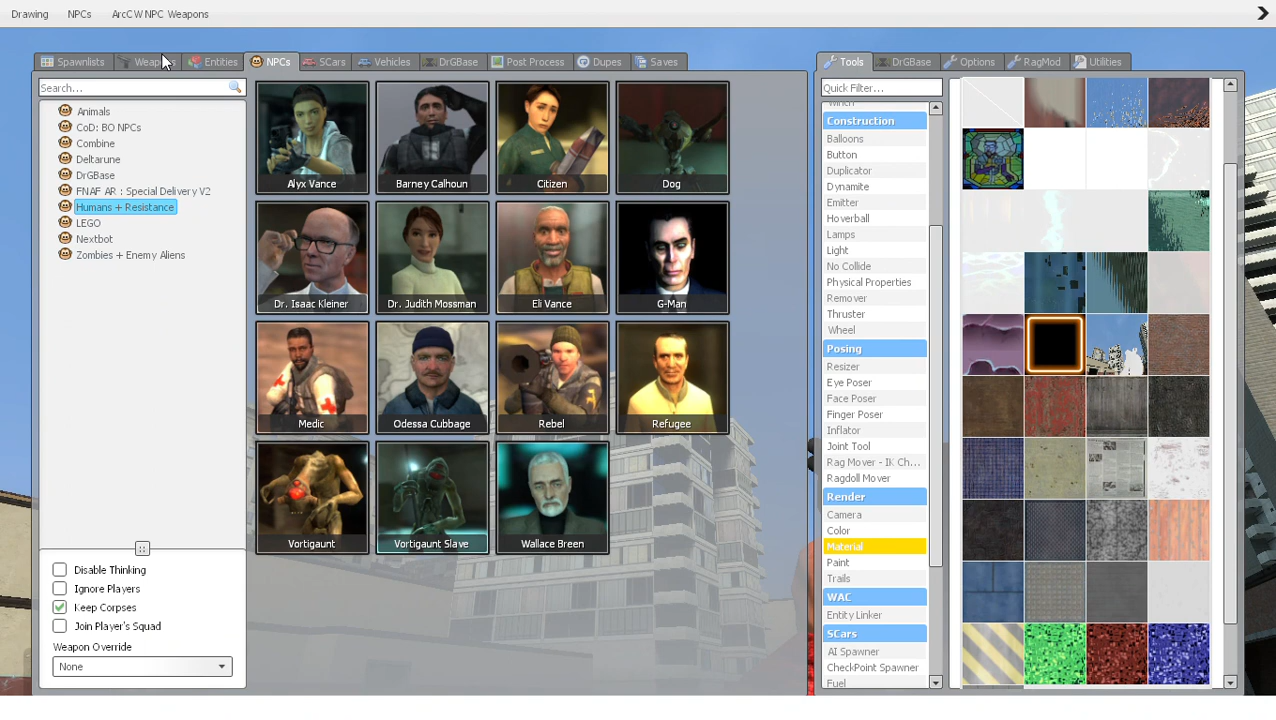 Drawing NPCs ArcCW NPC Weapons
Spawnlists Weapons Entities NPCs SCars Vehicles DrGBase Post Process Dupes Saves
Search...
Animals
CoD: BO NPCs
Combine
Deltarune
DrGBase
FNAF AR : Special Delivery V2
Humans + Resistance
LEGO
Nextbot
Zombies + Enemy Aliens
Disable Thinking
Ignore Players
Keep Corpses
Join Player's Squad
Weapon Override
None
Alyx Vance Barney Calhoun Citizen Dog
Dr. Isaac Kleiner Dr. Judith Mossman Eli Vance G-Man
Medic Odessa Cubbage Rebel Refugee
Vortigaunt Vortigaunt Slave Wallace Breen
Tools DrGBase Options RagMod Utilities
Quick Filter...
Winch
Construction
Balloons
Button
Duplicator
Dynamite
Emitter
Hoverball
Lamps
Light
No Collide
Physical Properties
Remover
Thruster
Wheel
Posing
Resizer
Eye Poser
Face Poser
Finger Poser
Inflator
Joint Tool
Rag Mover - IK Ch...
Ragdoll Mover
Render
Camera
Color
Material
Paint
Trails
WAC
Entity Linker
SCars
AI Spawner
CheckPoint Spawner
Fuel